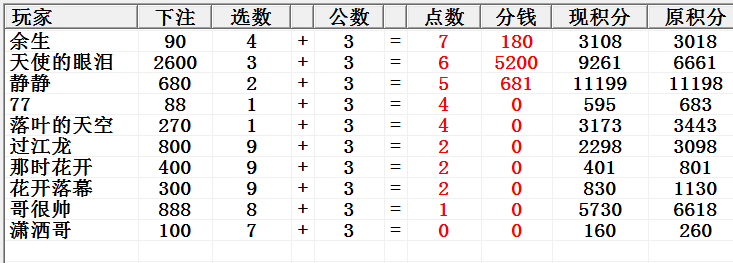 玩家 下注 选数 公数 点数 分钱 现积分 原积分
余生 90 4 + 3 = 7 180 3108 3018
天使的眼泪 2600 3 + 3 = 6 5200 9261 6661
静静 680 2 + 3 = 5 681 11199 11198
77 88 1 + 3 = 4 0 595 683
落叶的天空 270 1 + 3 = 4 0 3173 3443
过江龙 800 9 + 3 = 2 0 2298 3098
那时花开 400 9 + 3 = 2 0 401 801
花开落幕 300 9 + 3 = 2 0 830 1130
哥很帅 888 8 + 3 = 1 0 5730 6618
潇洒哥 100 7 + 3 = 0 0 160 260